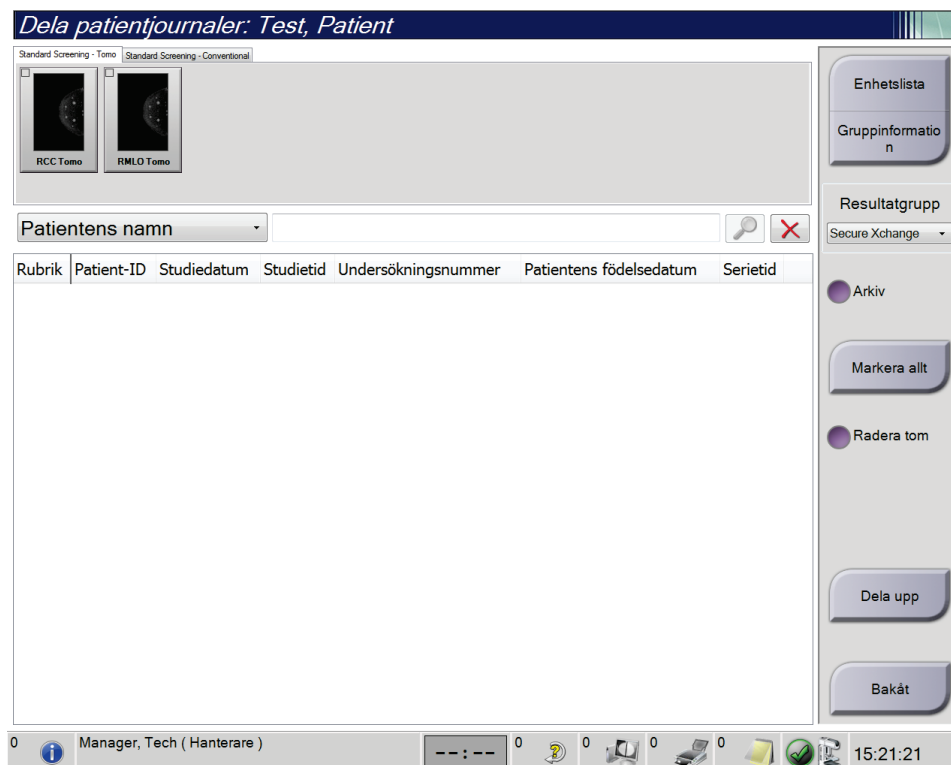 Dela patientjournaler: Test, Patient
Standard Screening - Tomo Standard Screening - Conventional
RCC Tomo RMLO Tomo
Enhetslista
Gruppinformatio
n
Resultatgrupp
Secure Xchange
Patientens namn
Rubrik Patient-ID Studiedatum Studietid Undersökningsnummer Patientens födelsedatum Serietid
Arkiv
Markera allt
Radera tom
Dela upp
Bakåt
0 Manager, Tech ( Hanterare ) --:-- 0 0 0 0 15:21:21